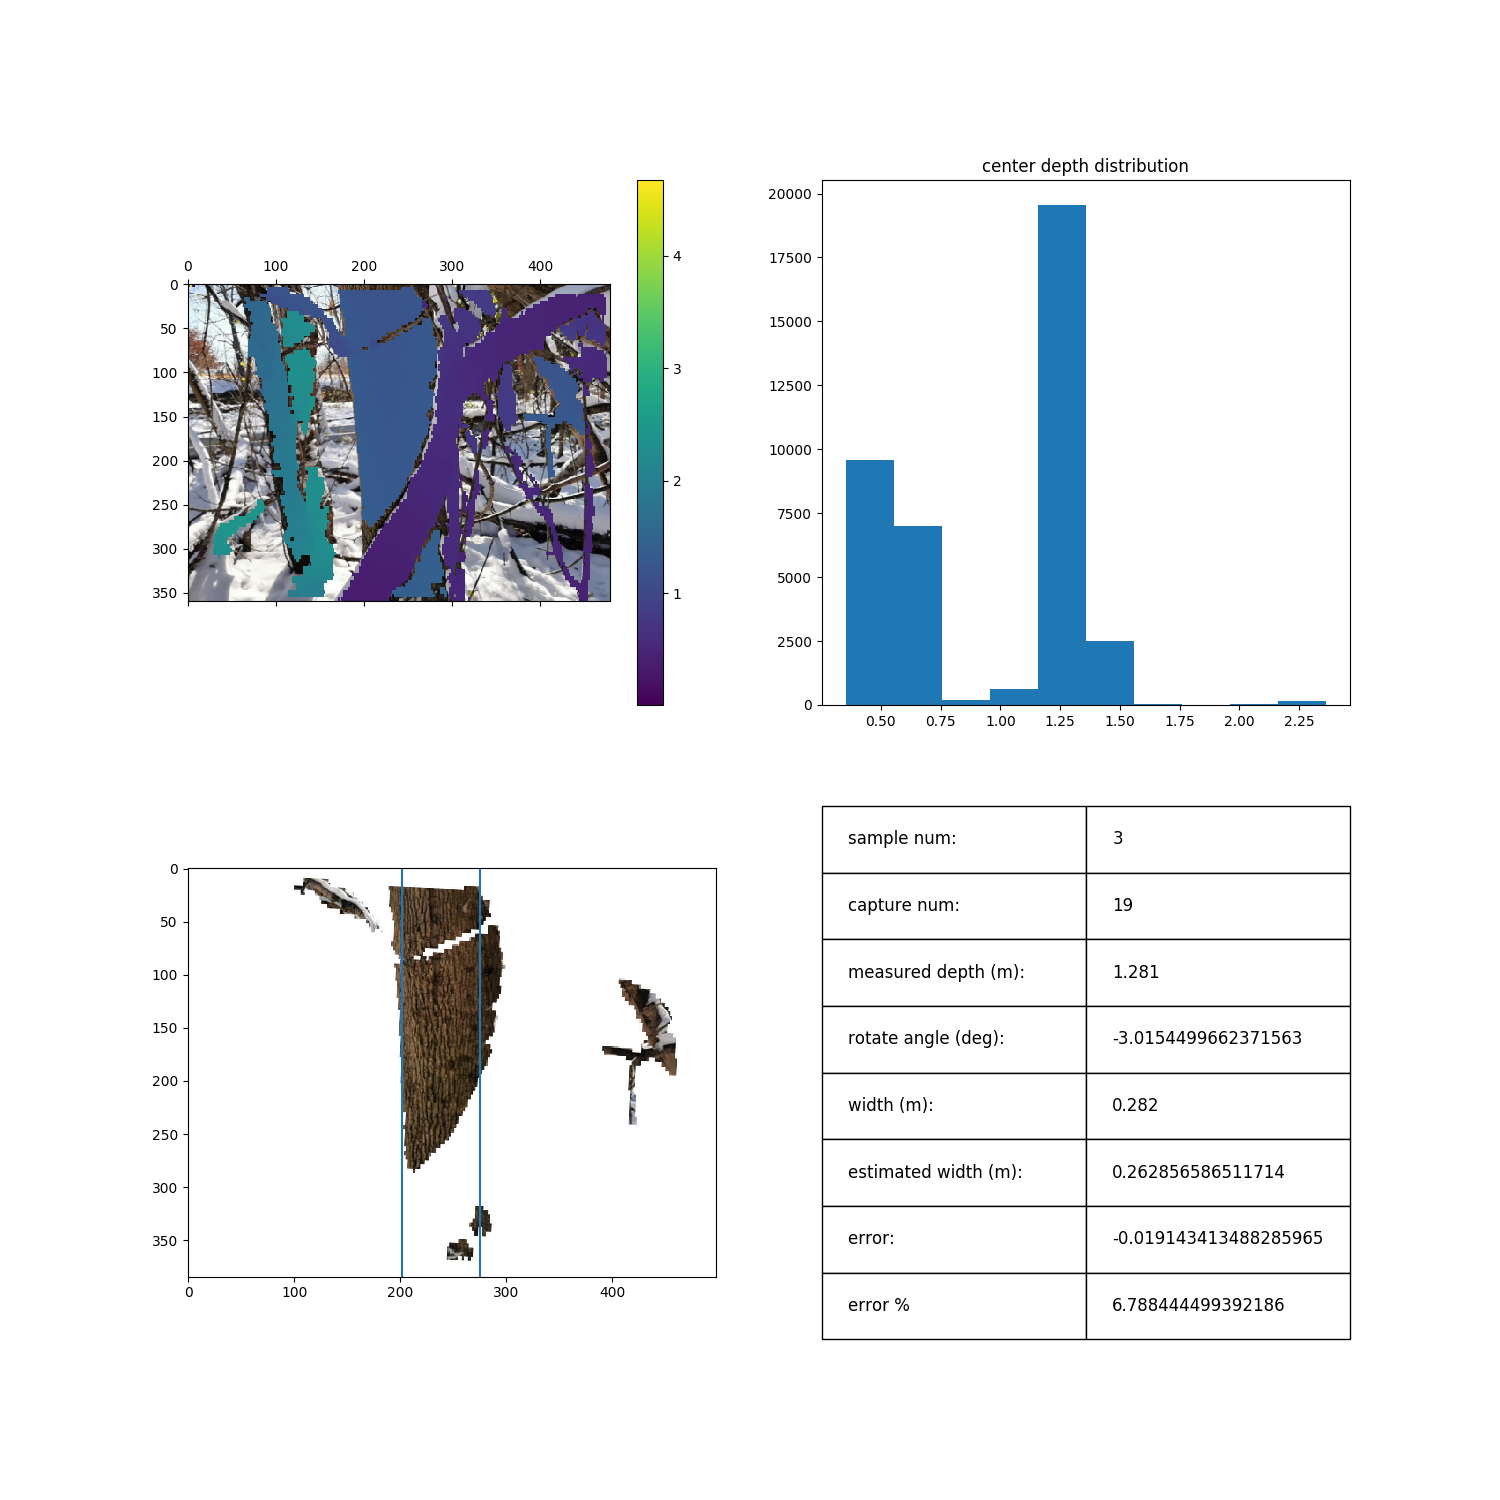 0 100 200 300 400
0
50
100
150
200
250
300
350
4
3
2
1
center depth distribution
20000
17500
15000
12500
10000
7500
5000
2500
0
0.50 0.75 1.00 1.25 1.50 1.75 2.00 2.25
0
50
100
150
200
250
300
350
0 100 200 300 400
sample num: 3
capture num: 19
measured depth (m): 1.281
rotate angle (deg): -3.0154499662371563
width (m): 0.282
estimated width (m): 0.262856586511714
error: -0.019143413488285965
error % 6.788444499392186